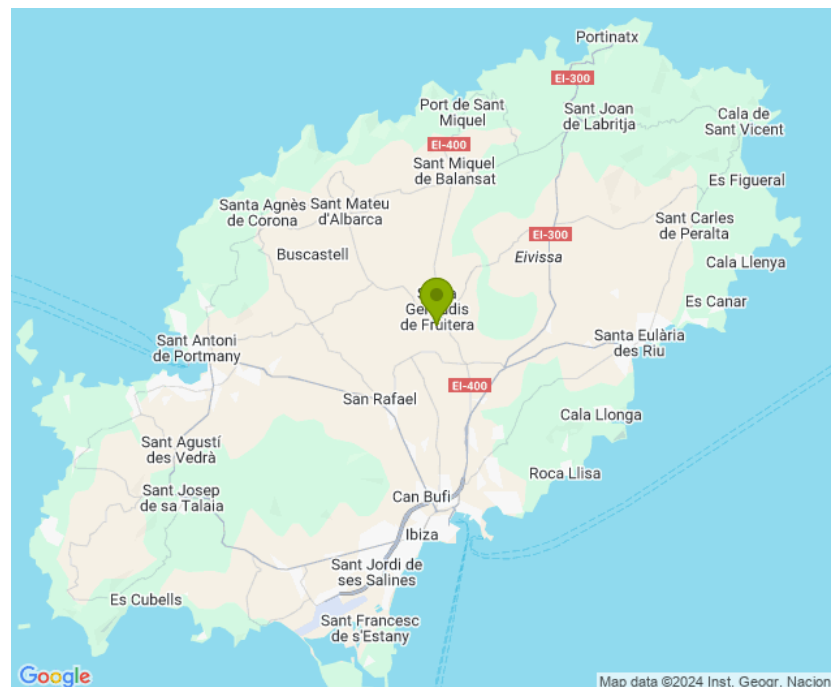 Portinatx
EI-300
Port de Sant
Miquel
Sant Joan
de Labritja
Cala de
Sant Vicent
EI-400
Sant Miquel
de Balansat
Es Figueral
Santa Agnès
de Corona
Sant Mateu
d'Albarca
Sant Carles
de Peralta
EI-300
Buscastell
Eivissa
Cala Llenya
Es Canar
de Fruitera
Sant Antoni
de Portmany
Santa Eulària
des Riu
EI-400
San Rafael
Cala Llonga
Sant Agustí
des Vedrà
Roca Llisa
Sant Josep
de sa Talaia
Can Bufi
Ibiza
Sant Jordi de
ses Salines
Es Cubells
Sant Francesc
de s'Estany
Google
Map data ©2024 Inst. Geogr. Nacion